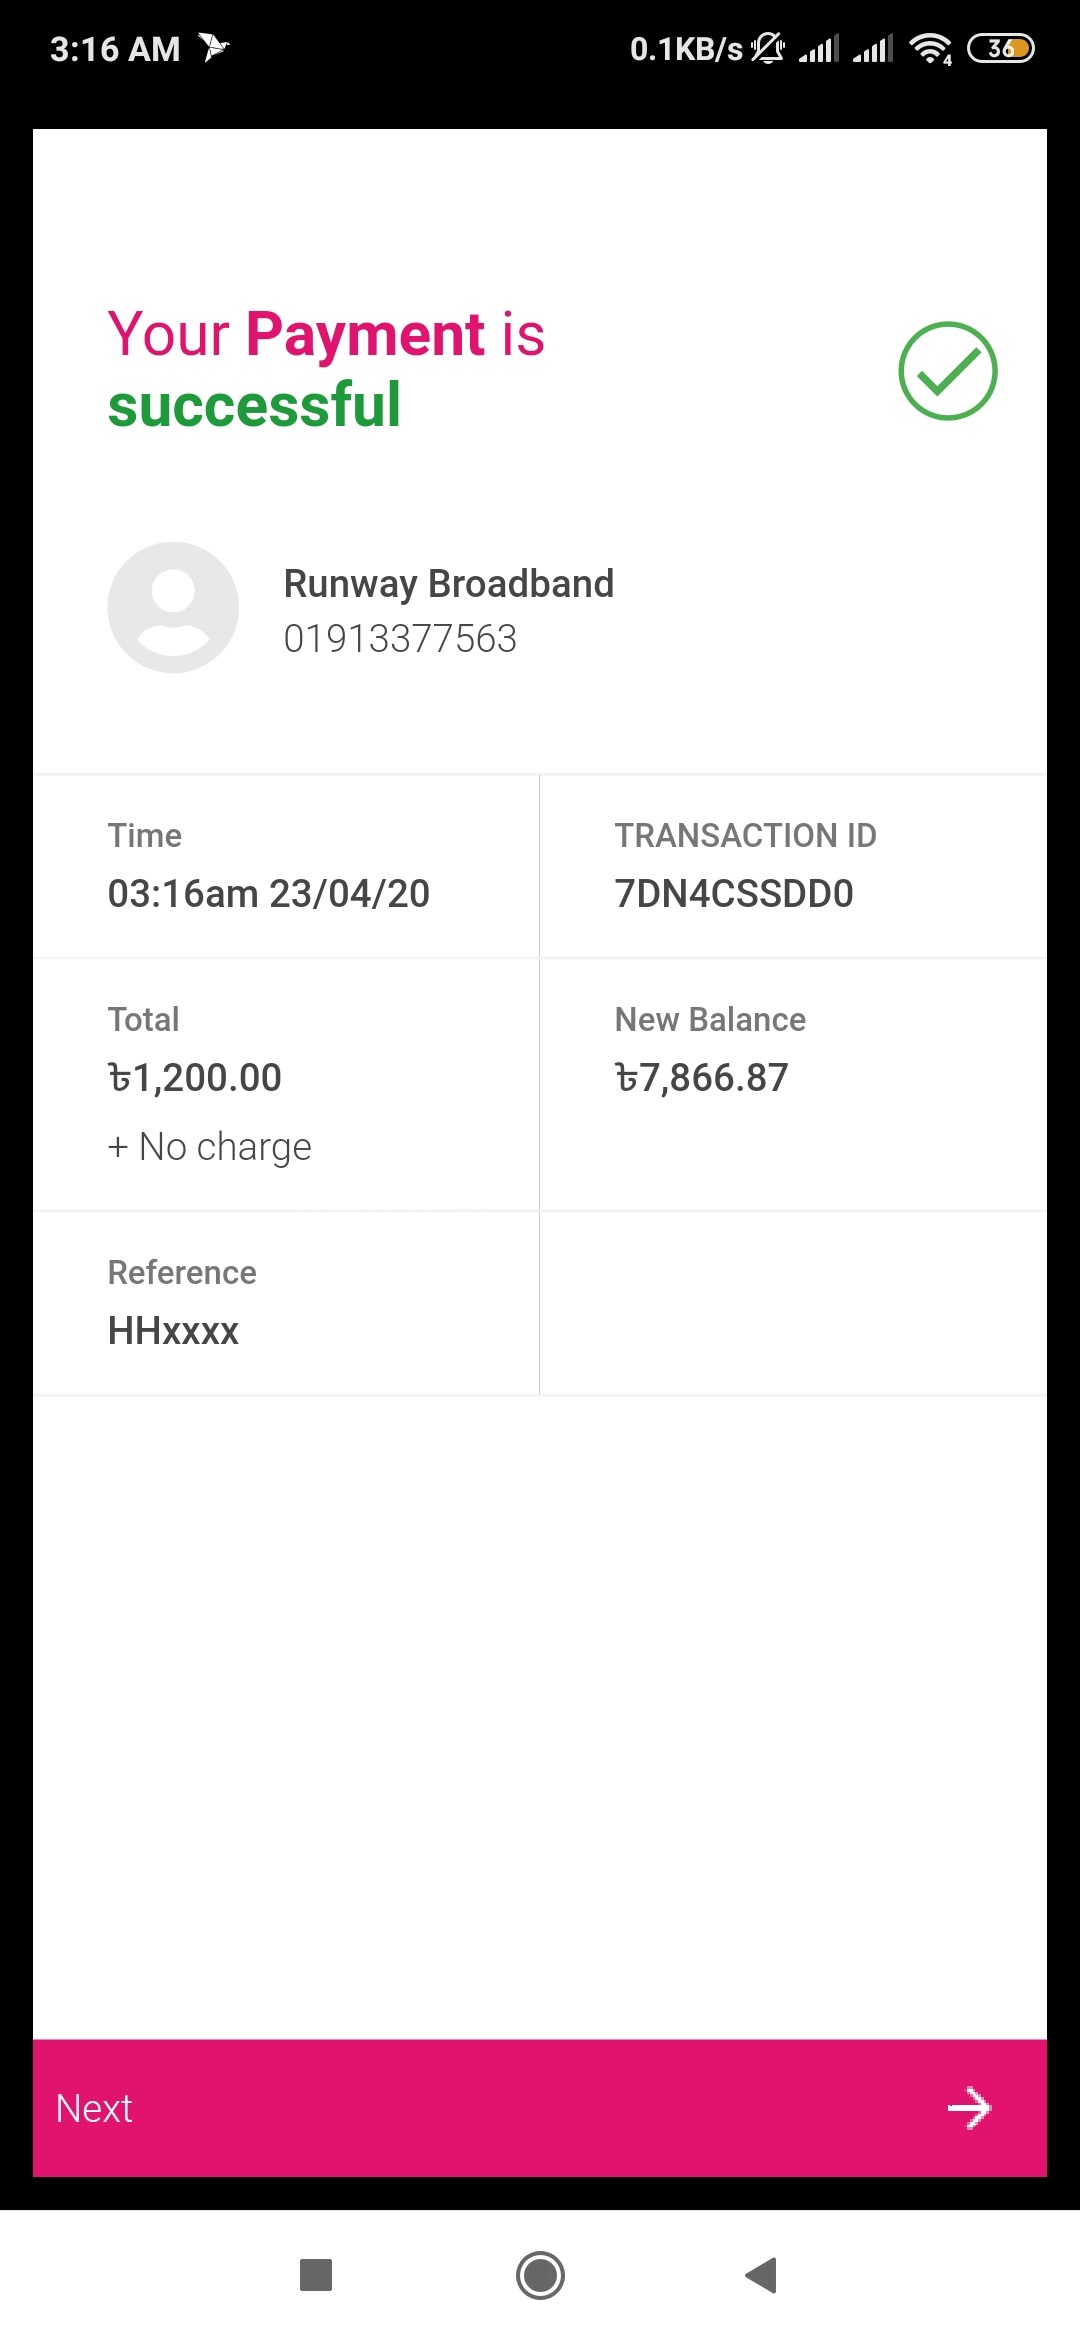 3:16 AM 0.1KB/s 4 36
Your Payment is
successful
Runway Broadband
01913377563
Time
03:16am 23/04/20
TRANSACTION ID
7DN4CSSDD0
Total
৳1,200.00
+ No charge
New Balance
৳7,866.87
Reference
HHxxxx
Next